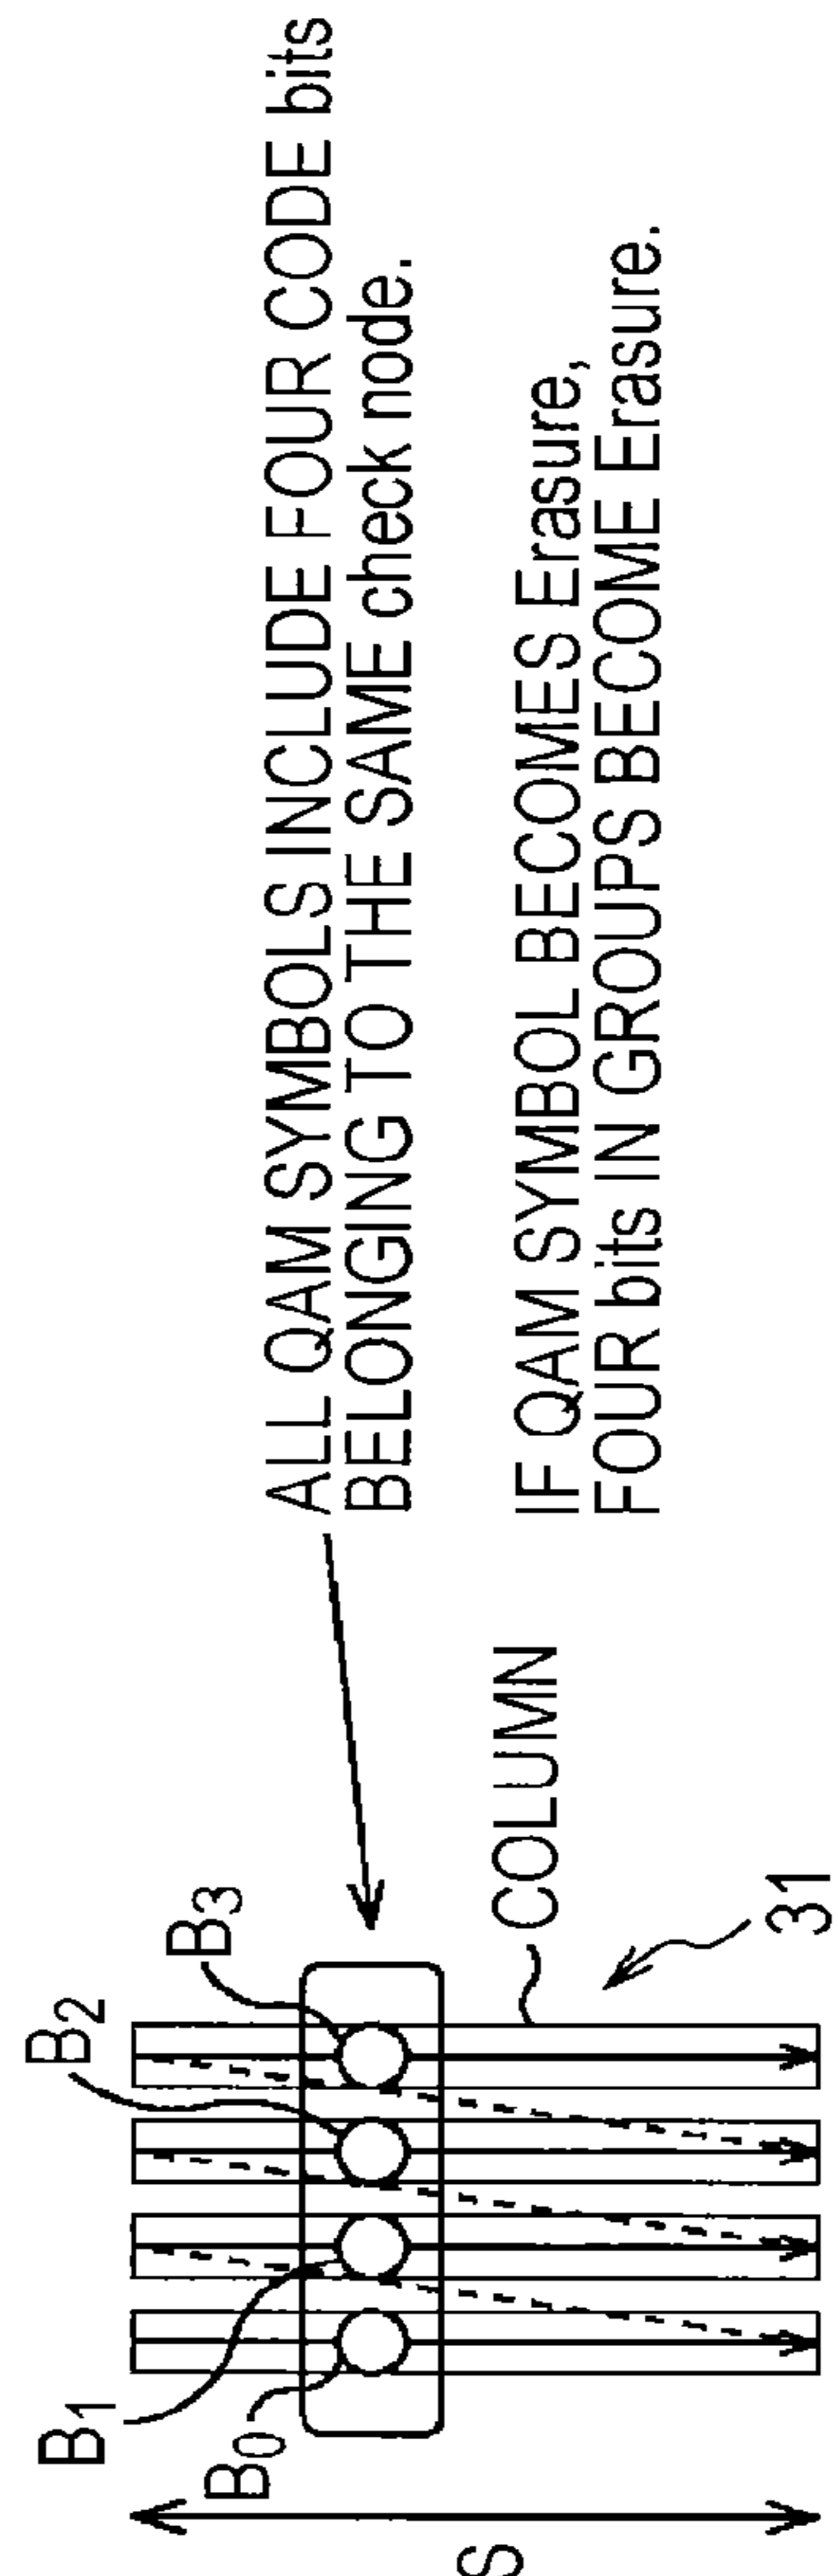 ALL QAM SYMBOLS INCLUDE FOUR CODE bits
BELONGING TO THE SAME check node.
IF QAM SYMBOL BECOMES Erasure,
FOUR bits IN GROUPS BECOME Erasure.
B0
B1
B2
B3
COLUMN
31
S